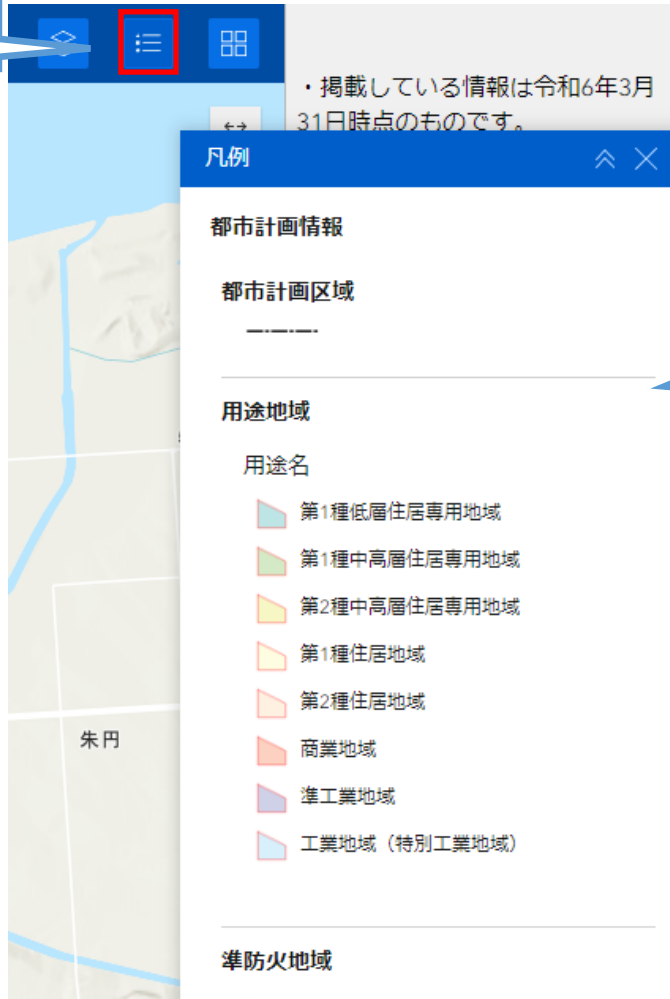 ・掲載している情報は令和6年3月
31日時点のものです。
凡例
都市計画情報
都市計画区域
用途地域
用途名
第1種低層住居専用地域
第1種中高層住居専用地域
第2種中高層住居専用地域
第1種住居地域
第2種住居地域
商業地域
準工業地域
工業地域（特別工業地域）
朱円
準防火地域